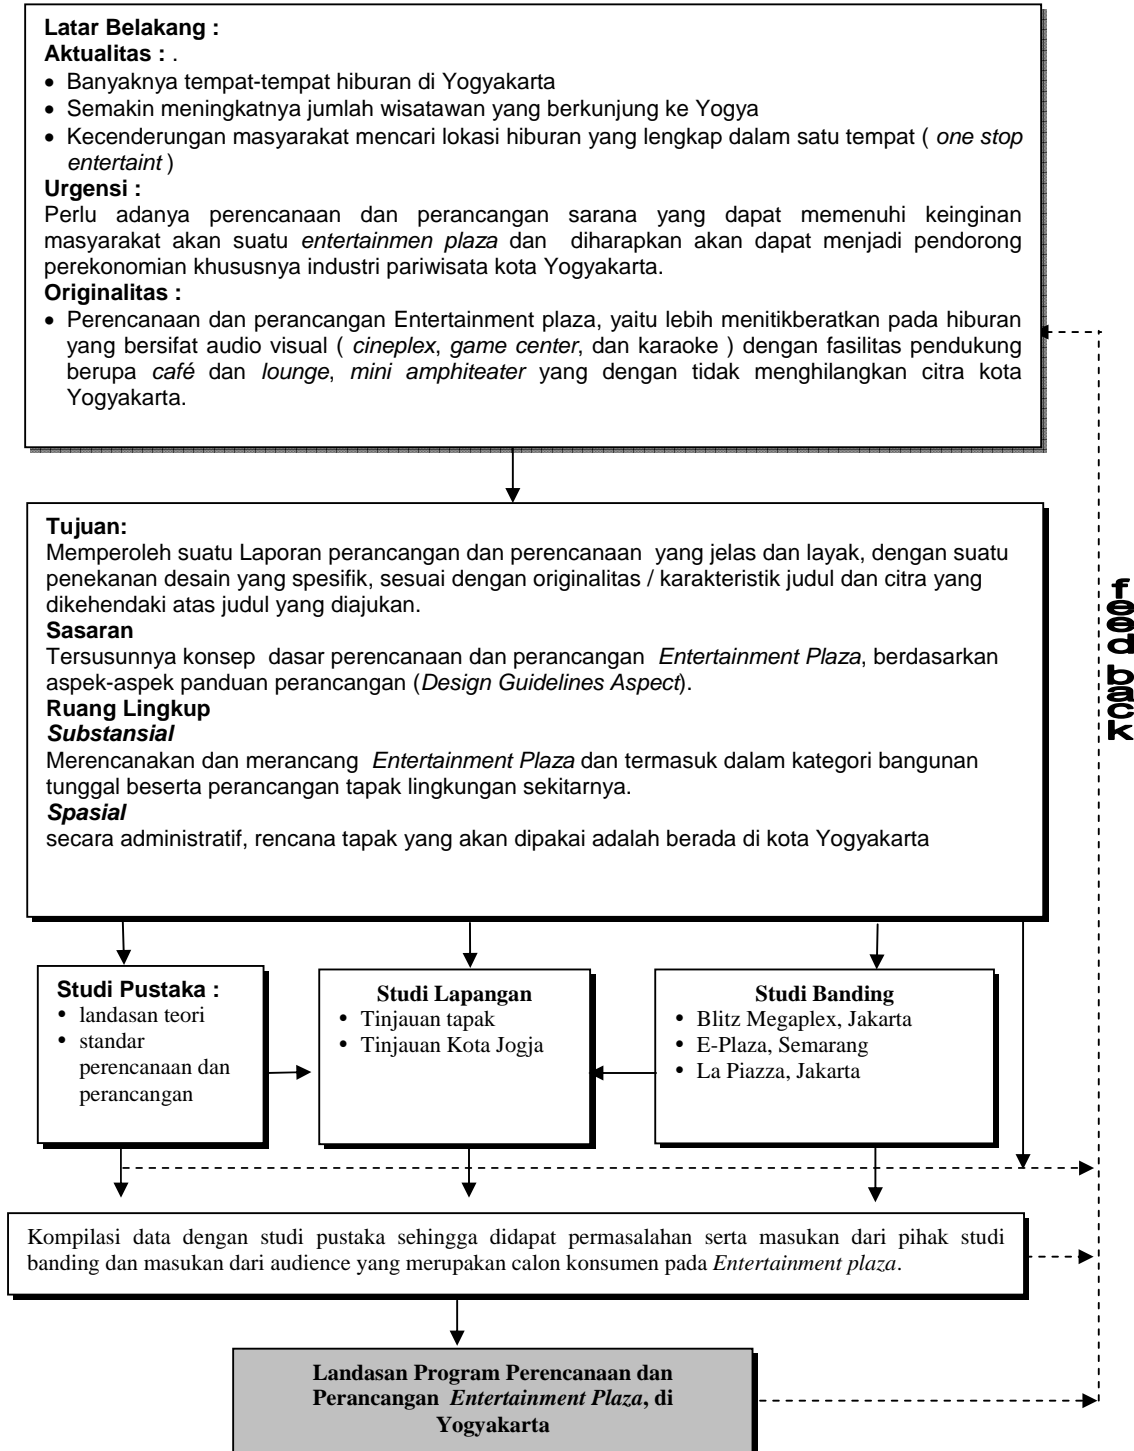 Latar Belakang :
Aktualitas : .
• Banyaknya tempat-tempat hiburan di Yogyakarta
• Semakin meningkatnya jumlah wisatawan yang berkunjung ke Yogya
• Kecenderungan masyarakat mencari lokasi hiburan yang lengkap dalam satu tempat ( one stop
entertaint )
Urgensi :
Perlu adanya perencanaan dan perancangan sarana yang dapat memenuhi keinginan
masyarakat akan suatu entertainmen plaza dan diharapkan akan dapat menjadi pendorong
perekonomian khususnya industri pariwisata kota Yogyakarta.
Originalitas :
• Perencanaan dan perancangan Entertainment plaza, yaitu lebih menitikberatkan pada hiburan
yang bersifat audio visual ( cineplex, game center, dan karaoke ) dengan fasilitas pendukung
berupa café dan lounge, mini amphiteater yang dengan tidak menghilangkan citra kota
Yogyakarta.
Tujuan:
Memperoleh suatu Laporan perancangan dan perencanaan yang jelas dan layak, dengan suatu
penekanan desain yang spesifik, sesuai dengan originalitas / karakteristik judul dan citra yang
dikehendaki atas judul yang diajukan.
Sasaran
Tersusunnya konsep dasar perencanaan dan perancangan Entertainment Plaza, berdasarkan
aspek-aspek panduan perancangan (Design Guidelines Aspect).
Ruang Lingkup
Substansial
Merencanakan dan merancang Entertainment Plaza dan termasuk dalam kategori bangunan
tunggal beserta perancangan tapak lingkungan sekitarnya.
Spasial
secara administratif, rencana tapak yang akan dipakai adalah berada di kota Yogyakarta
feed back
Studi Pustaka :
• landasan teori
• standar
perencanaan dan
perancangan
Studi Lapangan
• Tinjauan tapak
• Tinjauan Kota Jogja
Studi Banding
• Blitz Megaplex, Jakarta
• E-Plaza, Semarang
• La Piazza, Jakarta
Kompilasi data dengan studi pustaka sehingga didapat permasalahan serta masukan dari pihak studi
banding dan masukan dari audience yang merupakan calon konsumen pada Entertainment plaza.
Landasan Program Perencanaan dan
Perancangan Entertainment Plaza, di
Yogyakarta